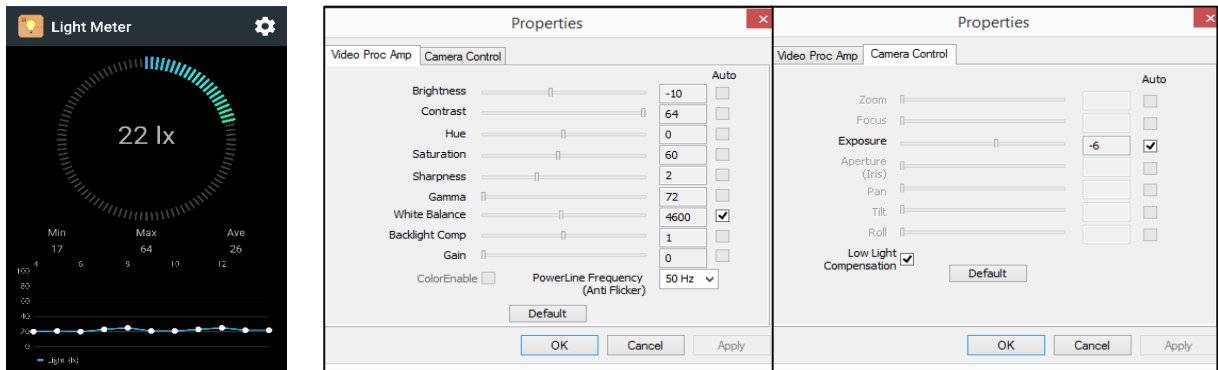 Light Meter
22 lx
Min Max Ave
17 64 26
4 6 8 10 12
100
80
60
40
20
0
Light (lx)
Properties
Video Proc Amp Camera Control
Auto
Brightness -10
Contrast 64
Hue 0
Saturation 60
Sharpness 2
Gamma 72
White Balance 4600
Backlight Comp 1
Gain 0
ColorEnable PowerLine Frequency 50 Hz
(Anti Flicker)
Default
OK Cancel Apply
Properties
Video Proc Amp Camera Control
Auto
Zoom
Focus
Exposure -6
Aperture
(Iris)
Pan
Tilt
Roll
Low Light
Compensation
Default
OK Cancel Apply